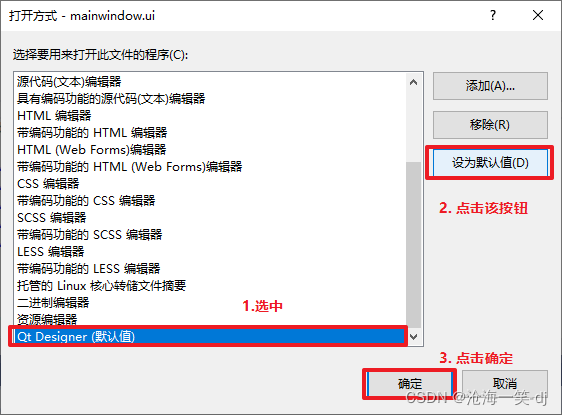 打开方式 - mainwindow.ui
选择要用来打开此文件的程序(C):
源代码(文本)编辑器
具有编码功能的源代码(文本)编辑器
HTML 编辑器
带编码功能的 HTML 编辑器
HTML (Web Forms)编辑器
带编码功能的 HTML (Web Forms)编辑器
CSS 编辑器
带编码功能的 CSS 编辑器
SCSS 编辑器
带编码功能的 SCSS 编辑器
LESS 编辑器
带编码功能的 LESS 编辑器
托管的 Linux 核心转储文件摘要
二进制编辑器
资源编辑器
Qt Designer (默认值)
添加(A)...
移除(R)
设为默认值(D)
2. 点击该按钮
1.选中
3. 点击确定
确定
取消
CSDN @沧海一笑-dj